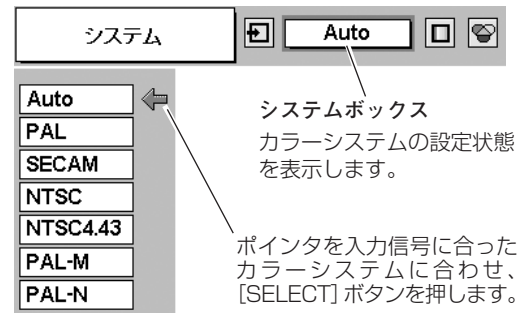 システム
Auto
システムボックス
カラーシステムの設定状態
を表示します。
Auto
PAL
SECAM
NTSC
NTSC4.43
PAL-M
PAL-N
ポインタを入力信号に合った
カラーシステムに合わせ、
［SELECT］ボタンを押します。